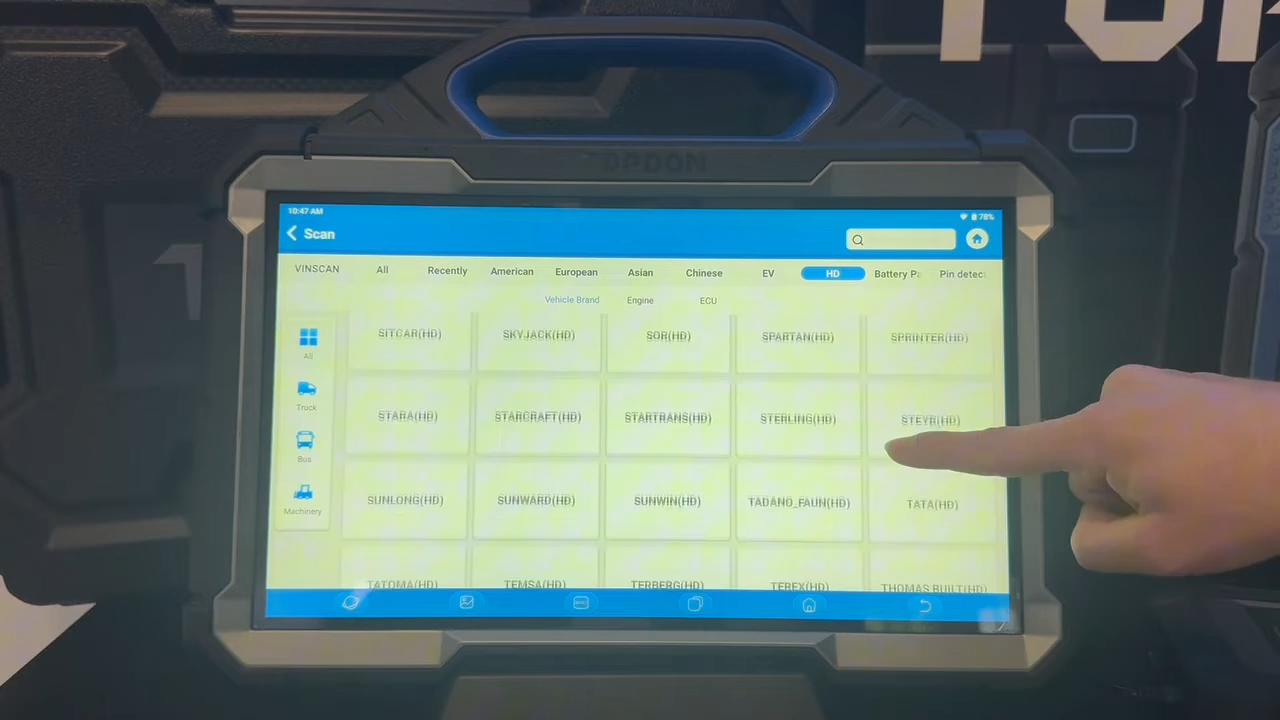 TOPDON
10:47 AM
78%
Scan
VINSCAN All Recently American European Asian Chinese EV HD Battery Pa Pin detec
Vehicle Brand Engine ECU
All
Truck
Bus
Machinery
SITCAR(HD) SKYJACK(HD) SOR(HD) SPARTAN(HD) SPRINTER(HD)
STARA(HD) STARCRAFT(HD) STARTRANS(HD) STERLING(HD) STEYR(HD)
SUNLONG(HD) SUNWARD(HD) SUNWIN(HD) TADANO_FAUN(HD) TATA(HD)
TATOMA(HD) TEMSA(HD) TERBERG(HD) TEREX(HD) THOMAS BUILT(HD)